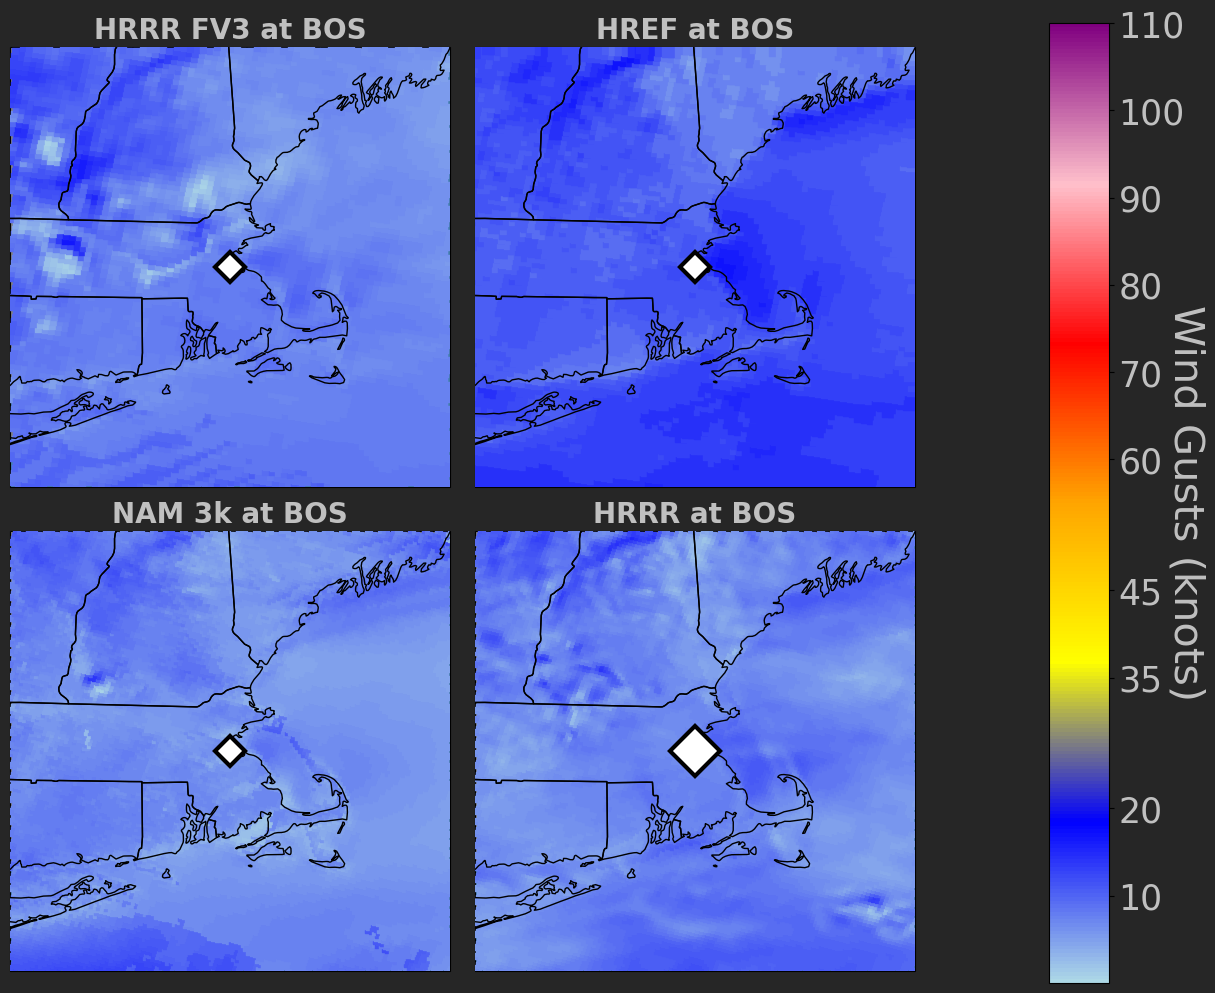 HRRR FV3 at BOS
HREF at BOS
NAM 3k at BOS
HRRR at BOS
110
100
90
80
70
60
45
35
20
10
Wind Gusts (knots)